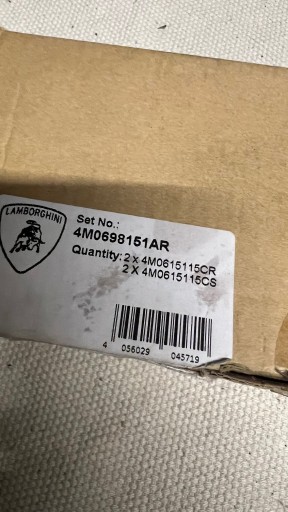 LAMBORGHINI
Set No.:
4M0698151AR
Quantity: 2 x 4M0615115CR
2 X 4M0615115CS
4 056029 045719